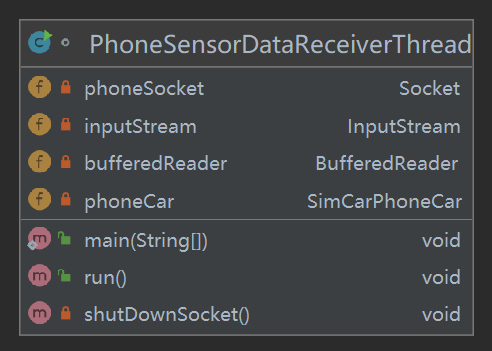 PhoneSensorDataReceiverThread
phoneSocket Socket
inputStream InputStream
bufferedReader BufferedReader
phoneCar SimCarPhoneCar
main(String[]) void
run() void
shutDownSocket() void